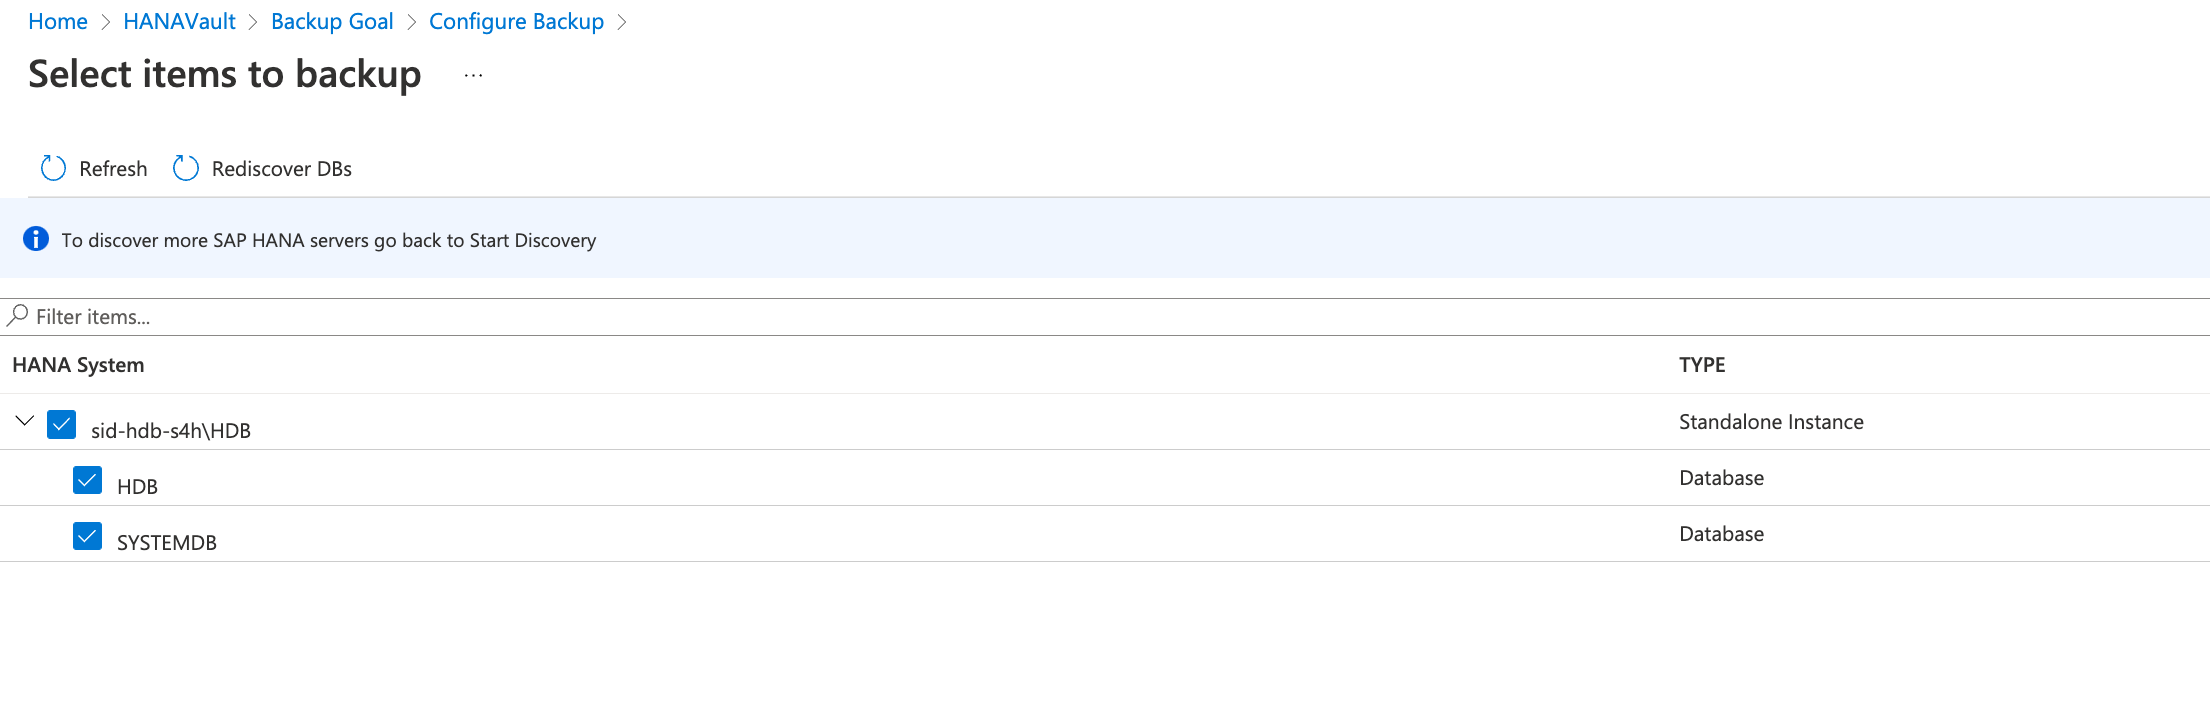 Home > HANAVault > Backup Goal > Configure Backup >
Select items to backup ...
Refresh Rediscover DBs
To discover more SAP HANA servers go back to Start Discovery
Filter items...
HANA System TYPE
sid-hdb-s4h\HDB Standalone Instance
HDB Database
SYSTEMDB Database